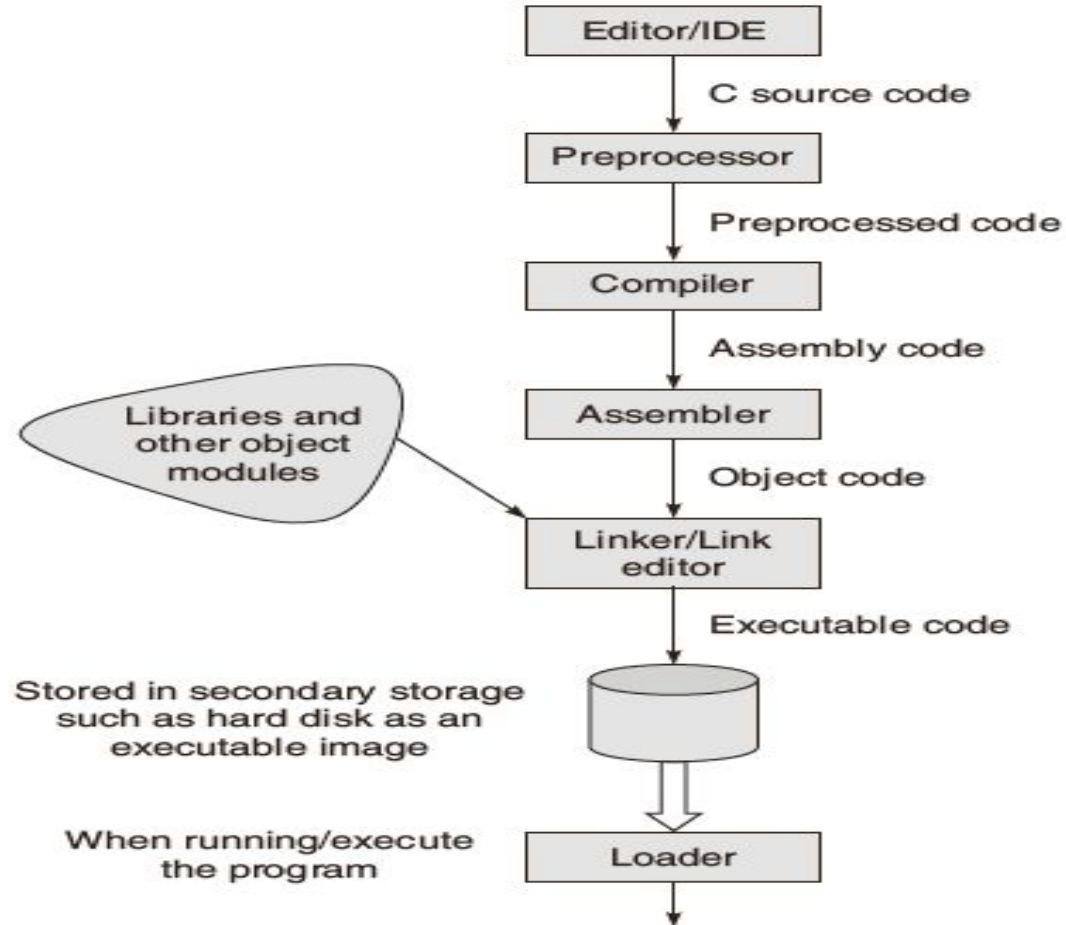 Editor/IDE
C source code
Preprocessor
Preprocessed code
Compiler
Assembly code
Assembler
Libraries and
other object
modules
Object code
Linker/Link
editor
Executable code
Stored in secondary storage
such as hard disk as an
executable image
When running/execute
the program
Loader